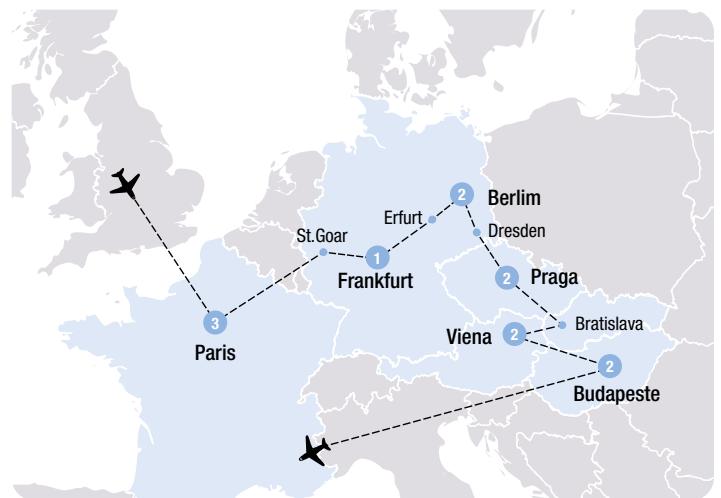 Berlim
2
Erfurt
Dresden
St.Goar
1
Frankfurt
2
Praga
3
Paris
Bratislava
Viena
2
2
Budapeste